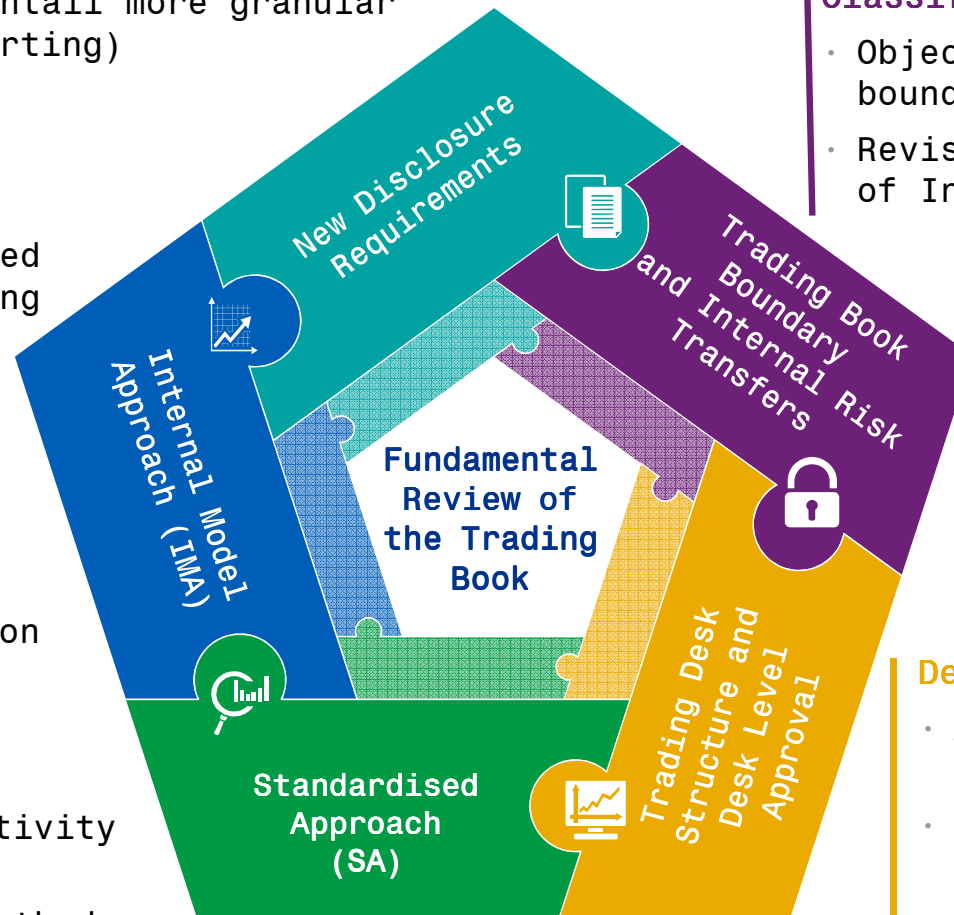 more granular
rting)
Objec
bound
Revis
of In
ed
ng
New Disclosure
Requirements
Trading Book
Boundary
and Internal Risk
Transfers
Internal Model
Approach (IMA)
Fundamental
Review of
the Trading
Book
on
De
Trading Desk
Structure and
Desk Level
Approval
Standardised
Approach
(SA)
tivity